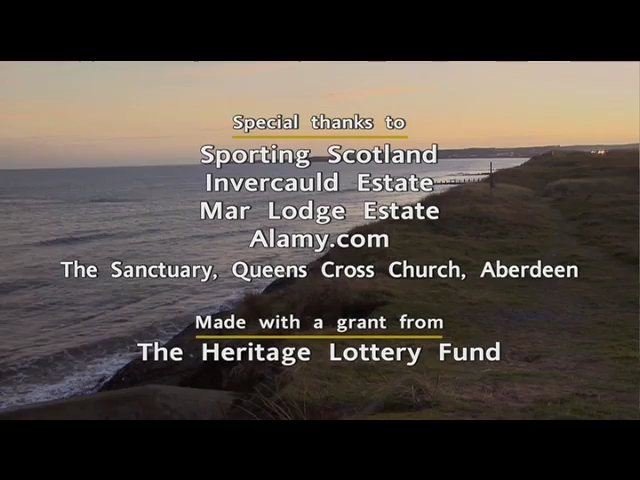 Special thanks to
Sporting Scotland
Invercauld Estate
Mar Lodge Estate
Alamy.com
The Sanctuary, Queens Cross Church, Aberdeen
Made with a grant from
The Heritage Lottery Fund